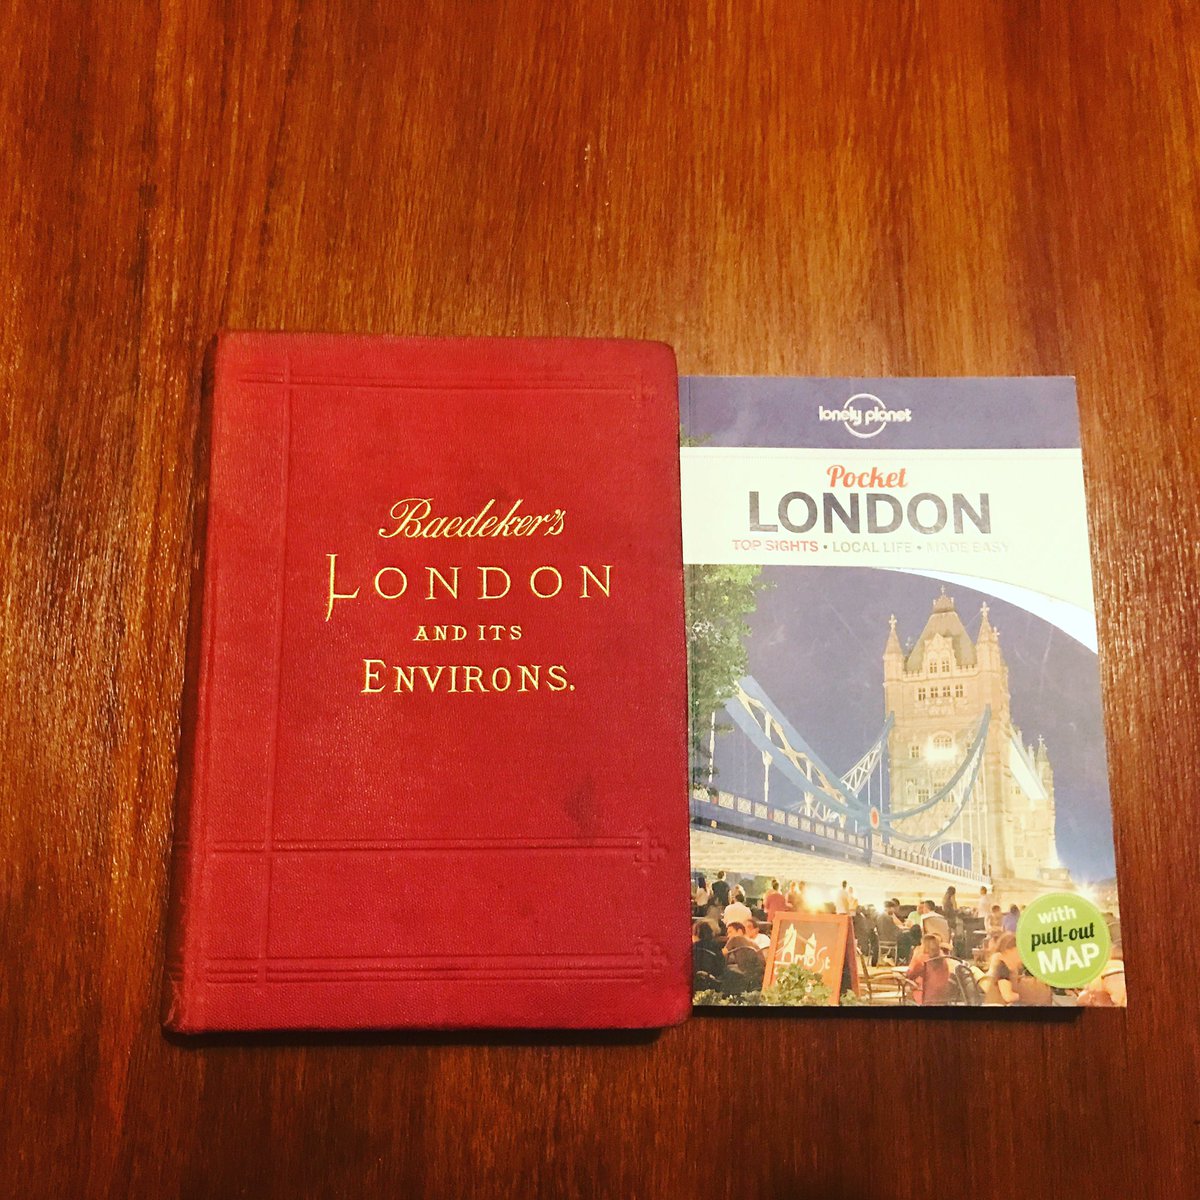 Baedeker's
LONDON
AND ITS
ENVIRONS.
lonely planet
Pocket
LONDON
TOP SIGHTS • LOCAL LIFE • MADE EASY
with
pull-out
MAP